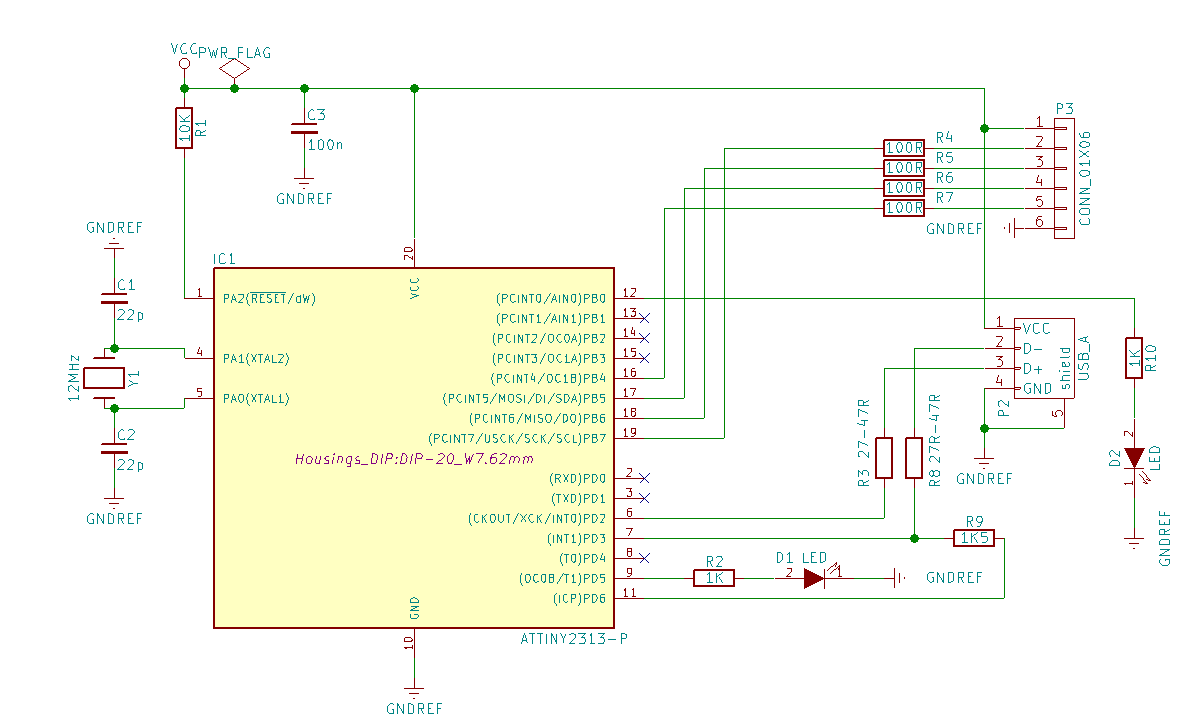 VCC PWR_FLAG
10K R1
C3
100n
GNDREF
P3
CONN_01X06
1
2
3
4
5
6
R4
100R
R5
100R
R6
100R
R7
100R
GNDREF
GNDREF
C1
22p
12MHz
Y1
C2
22p
GNDREF
IC1
20
VCC
1 PA2(RESET/dW)
4 PA1(XTAL2)
5 PA0(XTAL1)
(PCINT0/AIN0)PB0 12
(PCINT1/AIN1)PB1 13
(PCINT2/OC0A)PB2 14
(PCINT3/OC1A)PB3 15
(PCINT4/OC1B)PB4 16
(PCINT5/MOSI/DI/SDA)PB5 17
(PCINT6/MISO/DO)PB6 18
(PCINT7/USCK/SCK/SCL)PB7 19
Housings_DIP:DIP-20_W7.62mm
(RXD)PD0 2
(TXD)PD1 3
(CKOUT/XCK/INT0)PD2 6
(INT1)PD3 7
(T0)PD4 8
(OC0B/T1)PD5 9
(ICP)PD6 11
GND
10
ATTINY2313-P
GNDREF
1 VCC
2 D-
3 D+
4 GND
shield
5
USB_A
P2
GNDREF
R3 27-47R
R8 27R-47R
R9
1K5
R2
1K
D1 LED
2
1
GNDREF
1K
R10
D2
2
1
LED
GNDREF